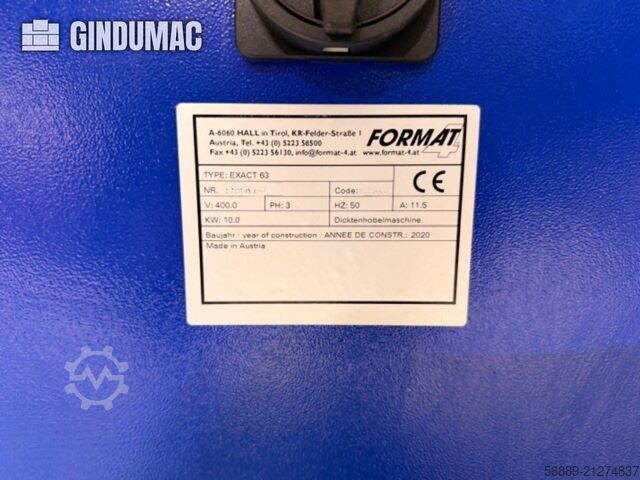 GINDUMAC
A-6060 HALL in Tirol, KR-Felder-Straße 1
Austria, Tel. +43 (0) 5223 58500
Fax +43 (0) 5223 56130, info@format-4.at
FORMAT 4
www.format-4.at
TYPE: EXACT 63
NR. Code:
V: 400.0 PH: 3 HZ: 50 A: 11.5
KW: 10.0 Dicktenhobelmaschine
Baujahr / year of construction / ANNEE DE CONSTR.: 2020
Made in Austria
CE
58889-21274837